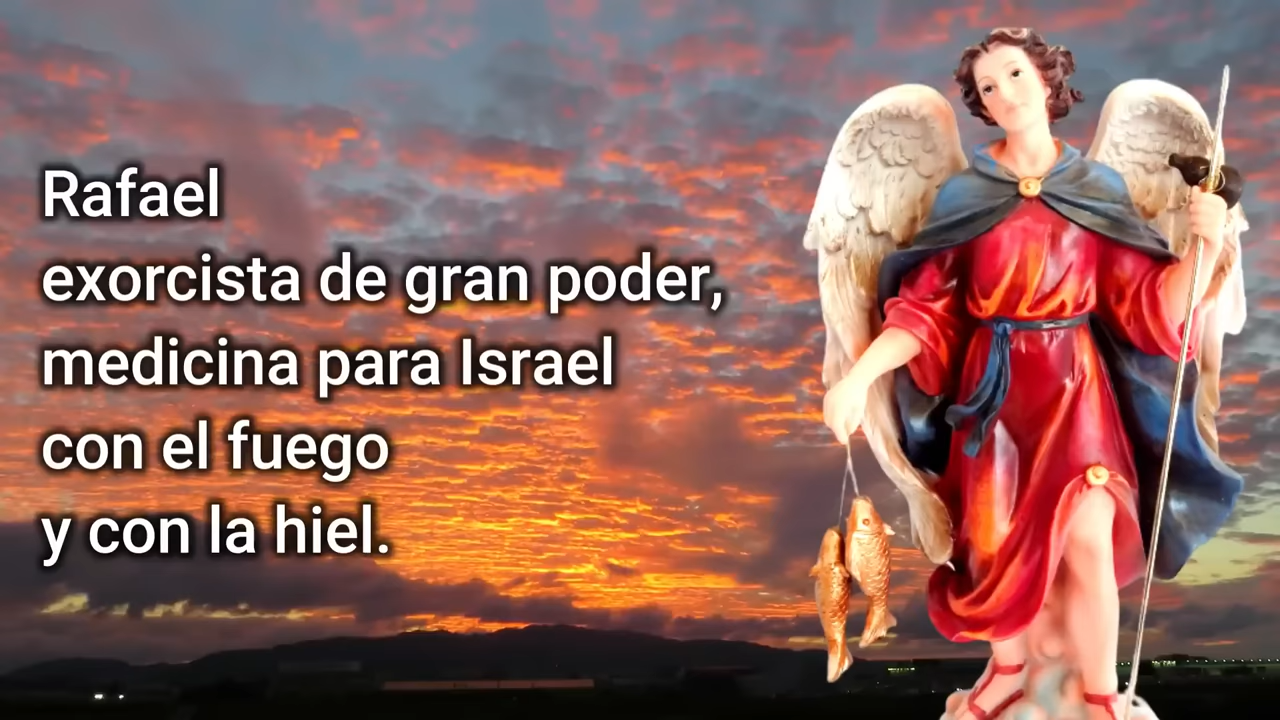 Rafael
exorcista de gran poder,
medicina para Israel
con el fuego
y con la hiel.